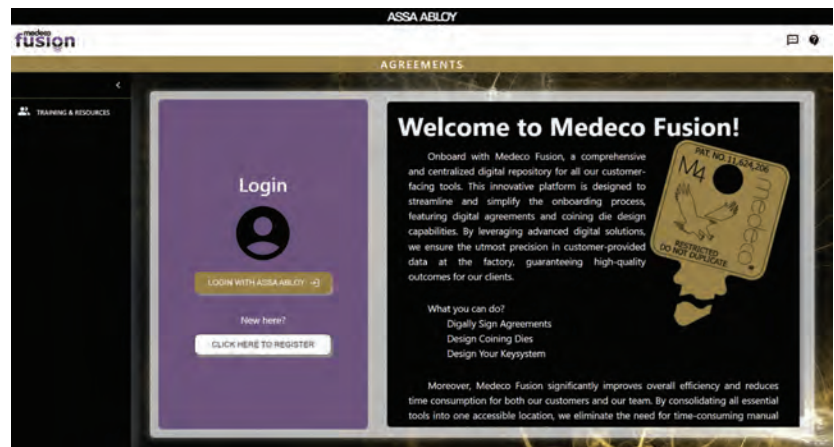 ASSA ABLOY
medeco
fusion
AGREEMENTS
TRAINING & RESOURCES
Login
LOGIN WITH ASSA ABLOY
New here?
CLICK HERE TO REGISTER
Welcome to Medeco Fusion!
Onboard with Medeco Fusion, a comprehensive
and centralized digital repository for all our customer-
facing tools. This innovative platform is designed to
streamline and simplify the onboarding process,
featuring digital agreements and coining die design
capabilities. By leveraging advanced digital solutions,
we ensure the utmost precision in customer-provided
data at the factory, guaranteeing high-quality
outcomes for our clients.
PAT. NO. 11,624,206
M4
medeco
RESTRICTED
DO NOT DUPLICATE
What you can do?
Digally Sign Agreements
Design Coining Dies
Design Your Keysystem
Moreover, Medeco Fusion significantly improves overall efficiency and reduces
time consumption for both our customers and our team. By consolidating all essential
tools into one accessible location, we eliminate the need for time-consuming manual